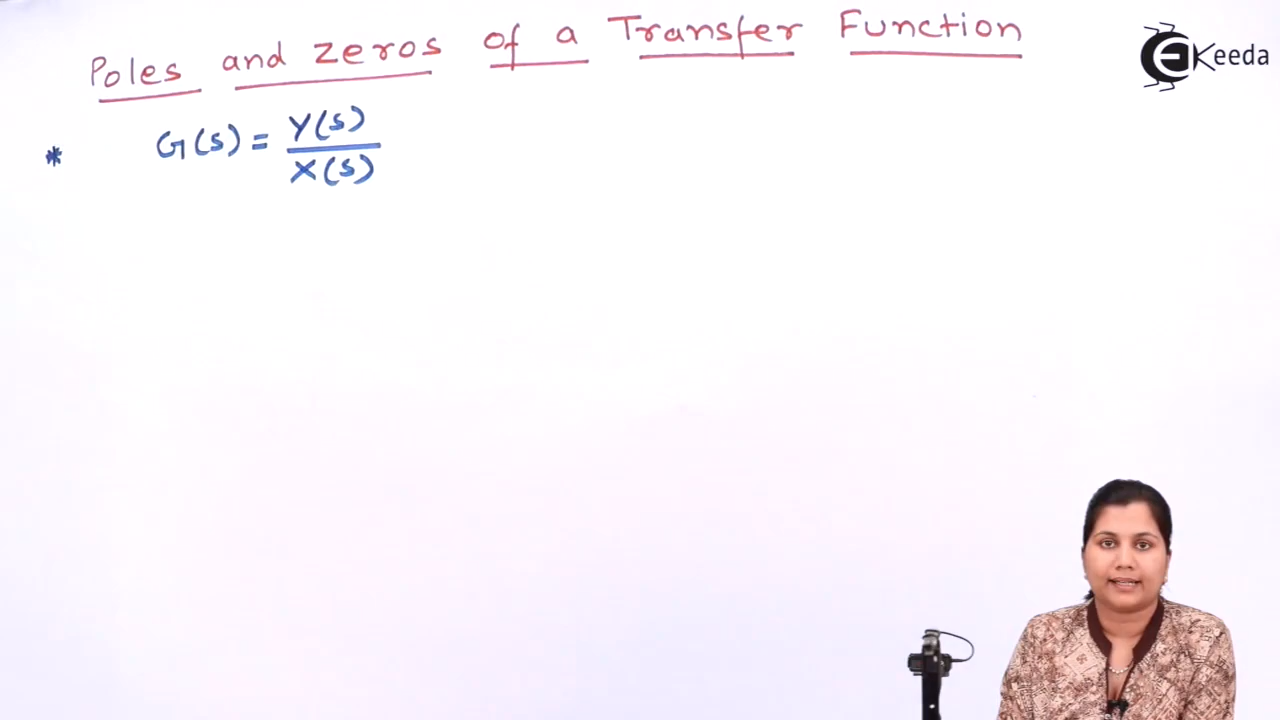 Poles and zeros of a Transfer Function
EKeeda
* G(s) = Y(s)
X(s)